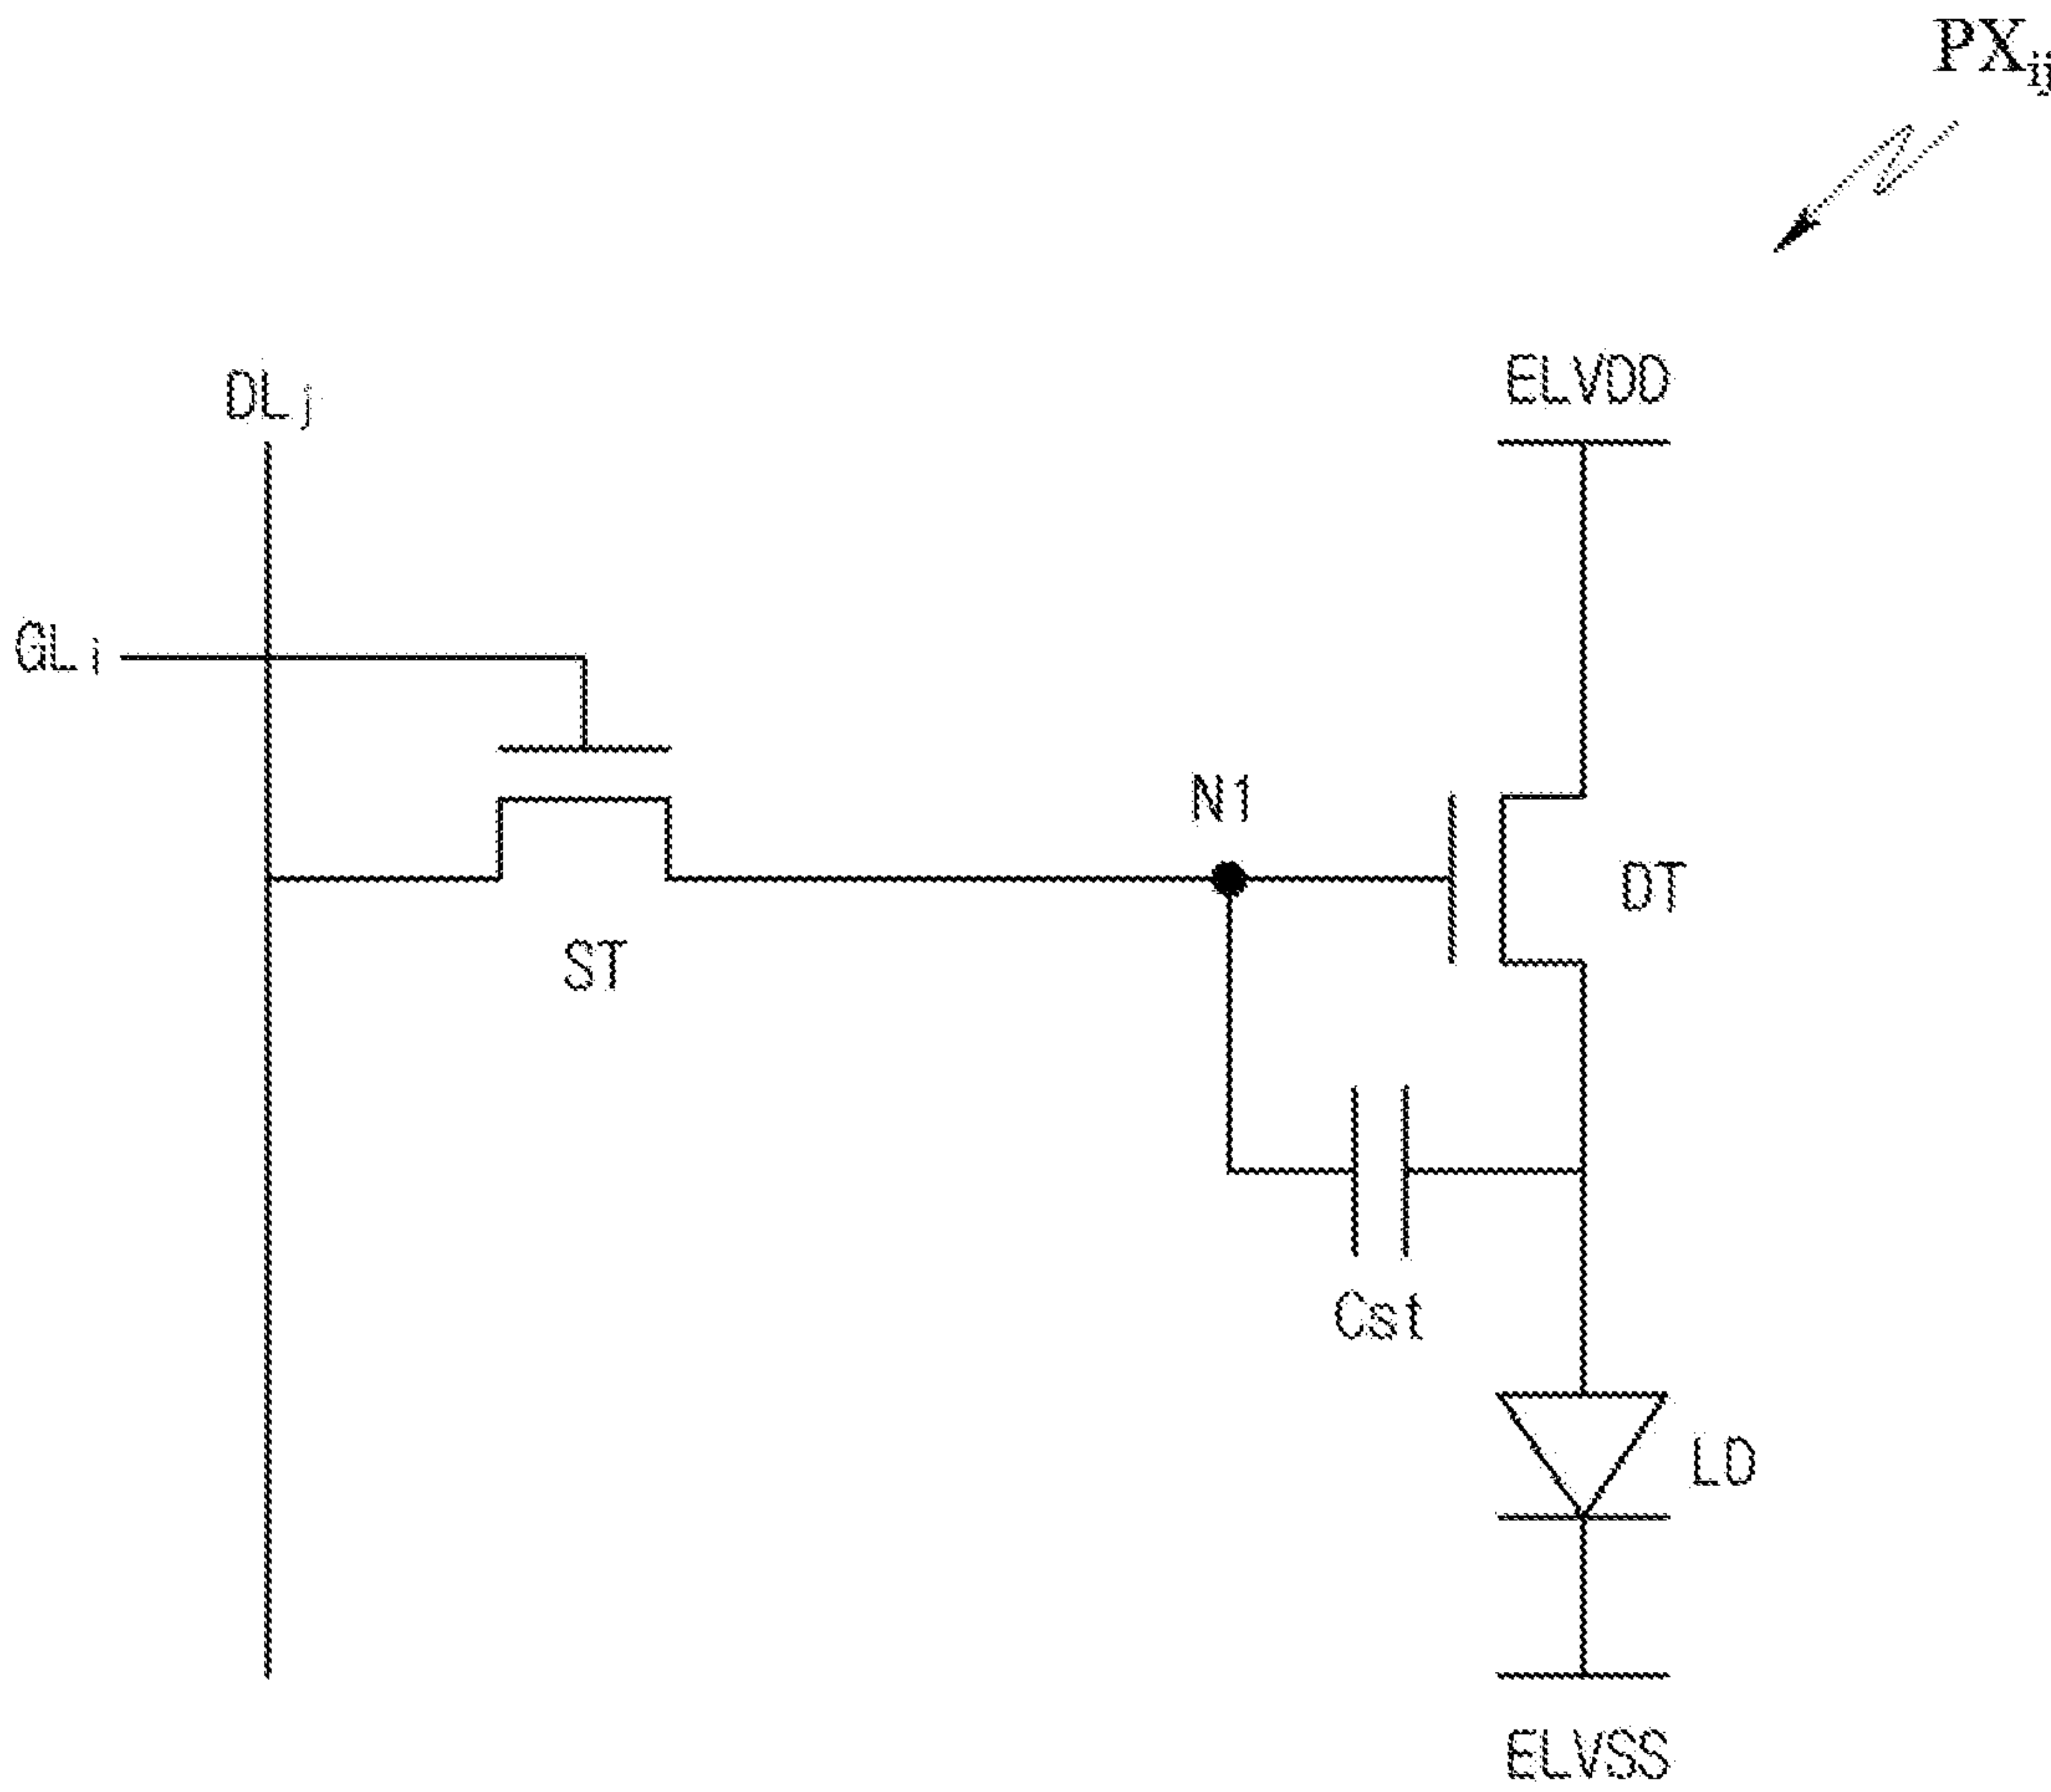 PXij
ELVDD
DLj
GLi
N1
DT
ST
Cst
LD
ELVSS